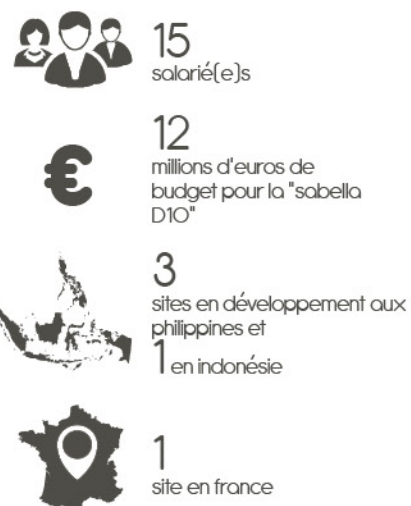 15
salarié(e)s
12
millions d'euros de
budget pour la "sabella
D10"
3
sites en développement aux
philippines et
1 en indonésie
1
site en france